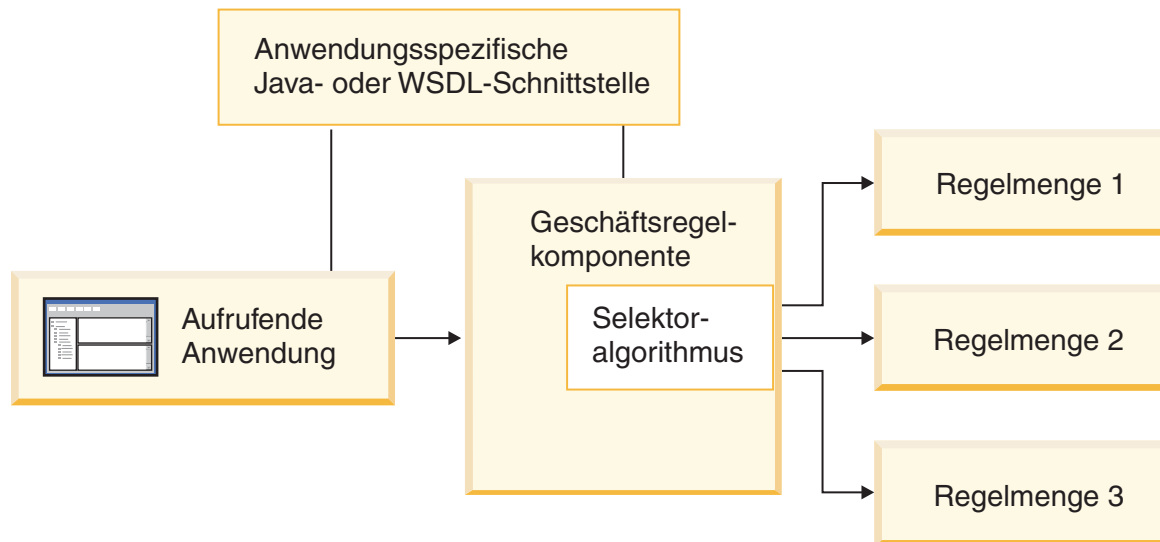 Anwendungsspezifische
Java- oder WSDL-Schnittstelle
Aufrufende
Anwendung
Geschäftsregel-
komponente
Selektor-
algorithmus
Regelmenge 1
Regelmenge 2
Regelmenge 3